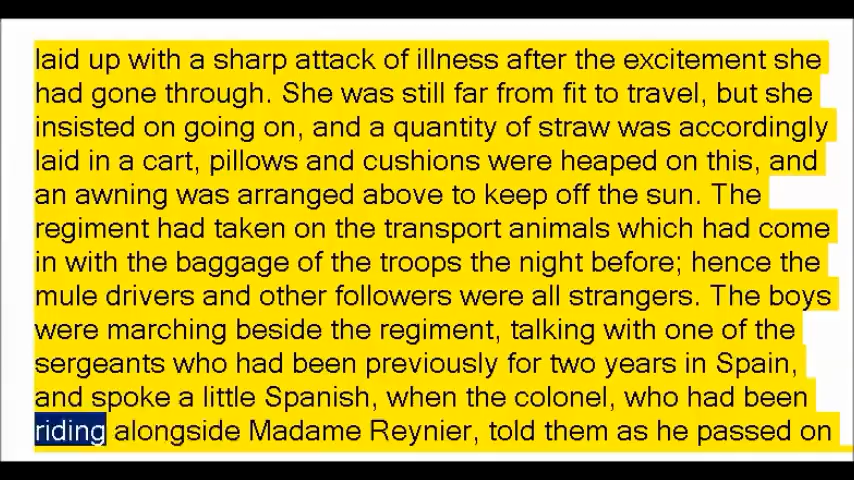 laid up with a sharp attack of illness after the excitement she
had gone through. She was still far from fit to travel, but she
insisted on going on, and a quantity of straw was accordingly
laid in a cart, pillows and cushions were heaped on this, and
an awning was arranged above to keep off the sun. The
regiment had taken on the transport animals which had come
in with the baggage of the troops the night before; hence the
mule drivers and other followers were all strangers. The boys
were marching beside the regiment, talking with one of the
sergeants who had been previously for two years in Spain,
and spoke a little Spanish, when the colonel, who had been
riding alongside Madame Reynier, told them as he passed on